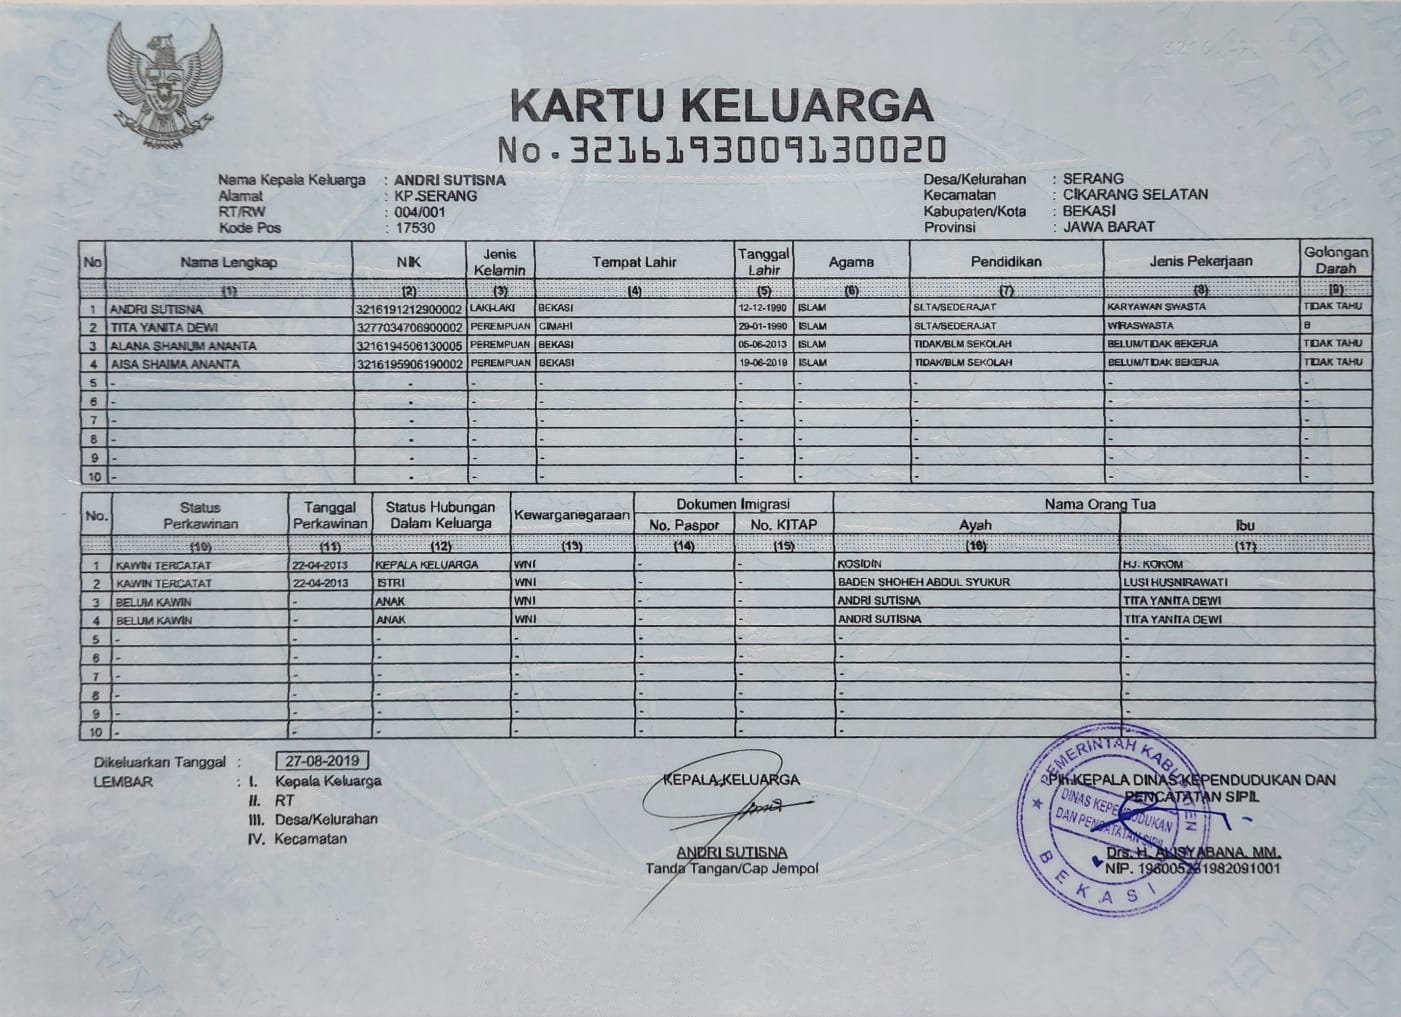 KARTU KELUARGA
No. 3216193009130020
Nama Kepala Keluarga : ANDRI SUTISNA
Alamat : KP.SERANG
RT/RW : 004/001
Kode Pos : 17530
Desa/Kelurahan : SERANG
Kecamatan : CIKARANG SELATAN
Kabupaten/Kota : BEKASI
Provinsi : JAWA BARAT
No Nama Lengkap NIK Jenis Kelamin Tempat Lahir Tanggal Lahir Agama Pendidikan Jenis Pekerjaan Golongan Darah
(1) (2) (3) (4) (5) (6) (7) (8) (9)
1 ANDRI SUTISNA 3216191212900002 LAKI-LAKI BEKASI 12-12-1990 ISLAM SLTA/SEDERAJAT KARYAWAN SWASTA TIDAK TAHU
2 TITA YANITA DEWI 3277034706900002 PEREMPUAN CIMAHI 29-01-1990 ISLAM SLTA/SEDERAJAT WIRASWASTA B
3 ALANA SHANUM ANANTA 3216194506130005 PEREMPUAN BEKASI 05-06-2013 ISLAM TIDAK/BLM SEKOLAH BELUM/TIDAK BEKERJA TIDAK TAHU
4 AISA SHAIMA ANANTA 3216195906190002 PEREMPUAN BEKASI 19-06-2019 ISLAM TIDAK/BLM SEKOLAH BELUM/TIDAK BEKERJA TIDAK TAHU
5 - - - - - - - - -
6 - - - - - - - - -
7 - - - - - - - - -
8 - - - - - - - - -
9 - - - - - - - - -
10 - - - - - - - - -
No. Status Perkawinan Tanggal Perkawinan Status Hubungan Dalam Keluarga Kewarganegaraan Dokumen Imigrasi Nama Orang Tua
No. Paspor No. KITAP Ayah Ibu
(10) (11) (12) (13) (14) (15) (16) (17)
1 KAWIN TERCATAT 22-04-2013 KEPALA KELUARGA WNI - - KOSIDIN HJ. KOKOM
2 KAWIN TERCATAT 22-04-2013 ISTRI WNI - - BADEN SHOHEH ABDUL SYUKUR LUSI HUSNIRAWATI
3 BELUM KAWIN - ANAK WNI - - ANDRI SUTISNA TITA YANITA DEWI
4 BELUM KAWIN - ANAK WNI - - ANDRI SUTISNA TITA YANITA DEWI
5 - - - - - - - -
6 - - - - - - - -
7 - - - - - - - -
8 - - - - - - - -
9 - - - - - - - -
10 - - - - - - - -
Dikeluarkan Tanggal : 27-08-2019
LEMBAR : I. Kepala Keluarga
II. RT
III. Desa/Kelurahan
IV. Kecamatan
KEPALA KELUARGA
ANDRI SUTISNA
Tanda Tangan/Cap Jempol
Plh.KEPALA DINAS KEPENDUDUKAN DAN
PENCATATAN SIPIL
Drs. H. ALISYABANA, MM.
NIP.
PEMERINTAH KABUPATEN
DINAS KEPENDUDUKAN
DAN PENCATATAN SIPIL
BEKASI